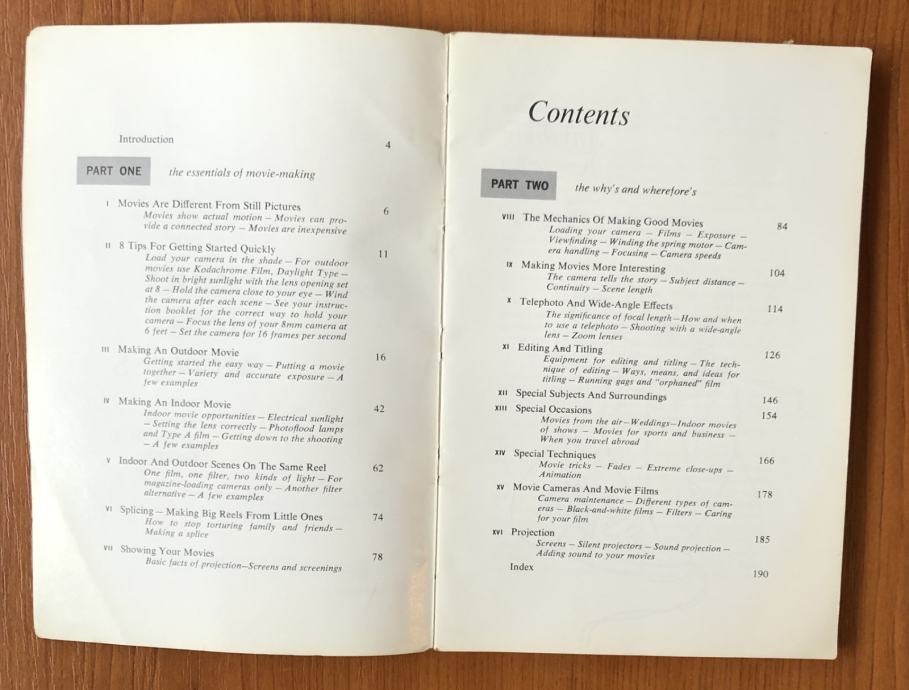 Introduction 4
PART ONE the essentials of movie-making
I Movies Are Different From Still Pictures 6
Movies show actual motion — Movies can pro-
vide a connected story — Movies are inexpensive
II 8 Tips For Getting Started Quickly 11
Load your camera in the shade — For outdoor
movies use Kodachrome Film, Daylight Type —
Shoot in bright sunlight with the lens opening set
at 8 — Hold the camera close to your eye — Wind
the camera after each scene — See your instruc-
tion booklet for the correct way to hold your
camera — Focus the lens of your 8mm camera at
6 feet — Set the camera for 16 frames per second
III Making An Outdoor Movie 16
Getting started the easy way — Putting a movie
together — Variety and accurate exposure — A
few examples
IV Making An Indoor Movie 42
Indoor movie opportunities — Electrical sunlight
— Setting the lens correctly — Photoflood lamps
and Type A film — Getting down to the shooting
— A few examples
V Indoor And Outdoor Scenes On The Same Reel 62
One film, one filter, two kinds of light — For
magazine-loading cameras only — Another filter
alternative — A few examples
VI Splicing — Making Big Reels From Little Ones 74
How to stop torturing family and friends —
Making a splice
VII Showing Your Movies 78
Basic facts of projection—Screens and screenings
Contents
PART TWO the why's and wherefore's
VIII The Mechanics Of Making Good Movies 84
Loading your camera — Films — Exposure —
Viewfinding — Winding the spring motor — Cam-
era handling — Focusing — Camera speeds
IX Making Movies More Interesting 104
The camera tells the story — Subject distance —
Continuity — Scene length
X Telephoto And Wide-Angle Effects 114
The significance of focal length—How and when
to use a telephoto — Shooting with a wide-angle
lens — Zoom lenses
XI Editing And Titling 126
Equipment for editing and titling — The tech-
nique of editing — Ways, means, and ideas for
titling — Running gags and "orphaned" film
XII Special Subjects And Surroundings 146
XIII Special Occasions 154
Movies from the air—Weddings—Indoor movies
of shows — Movies for sports and business —
When you travel abroad
XIV Special Techniques 166
Movie tricks — Fades — Extreme close-ups —
Animation
XV Movie Cameras And Movie Films 178
Camera maintenance — Different types of cam-
eras — Black-and-white films — Filters — Caring
for your film
XVI Projection 185
Screens — Silent projectors — Sound projection —
Adding sound to your movies
Index 190